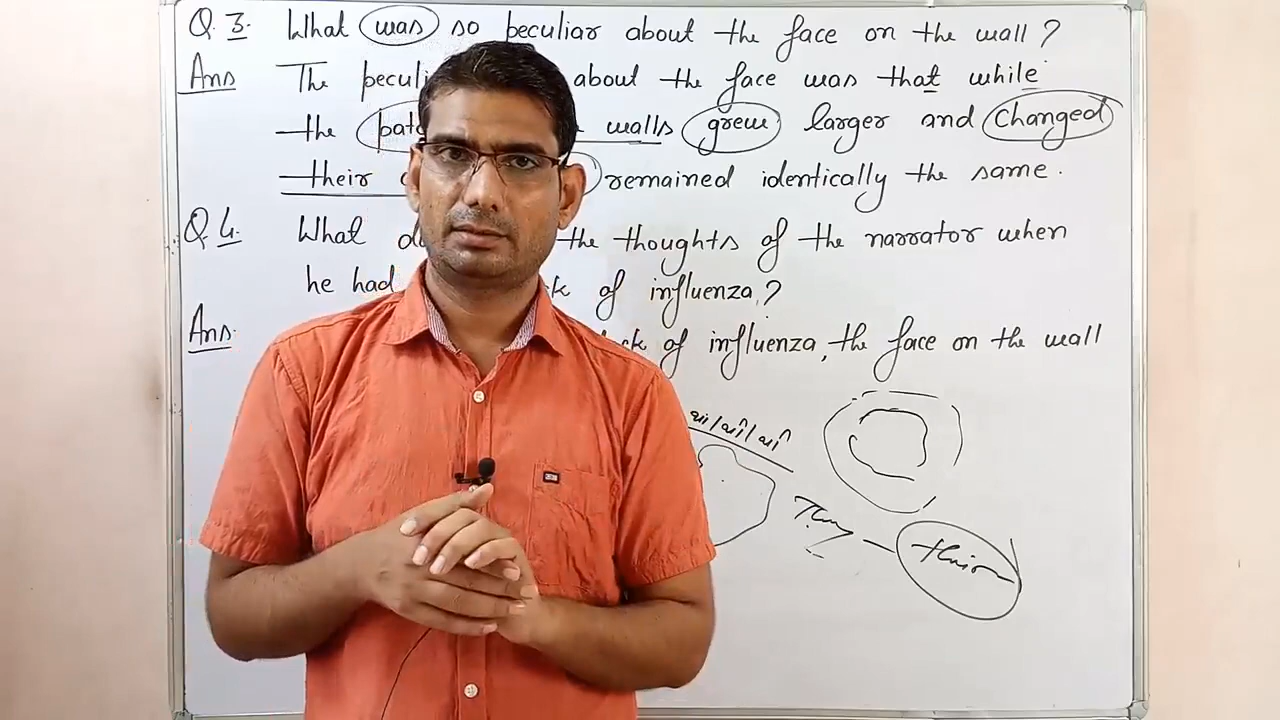 Q.3. What was so peculiar about the face on the wall?
Ans The about the face was that while
the walls grew larger and changed
their remained identically the same.
Q.4. What the thoughts of the narrator when
he had of influenza?
Ans. of influenza, the face on the wall
They - their